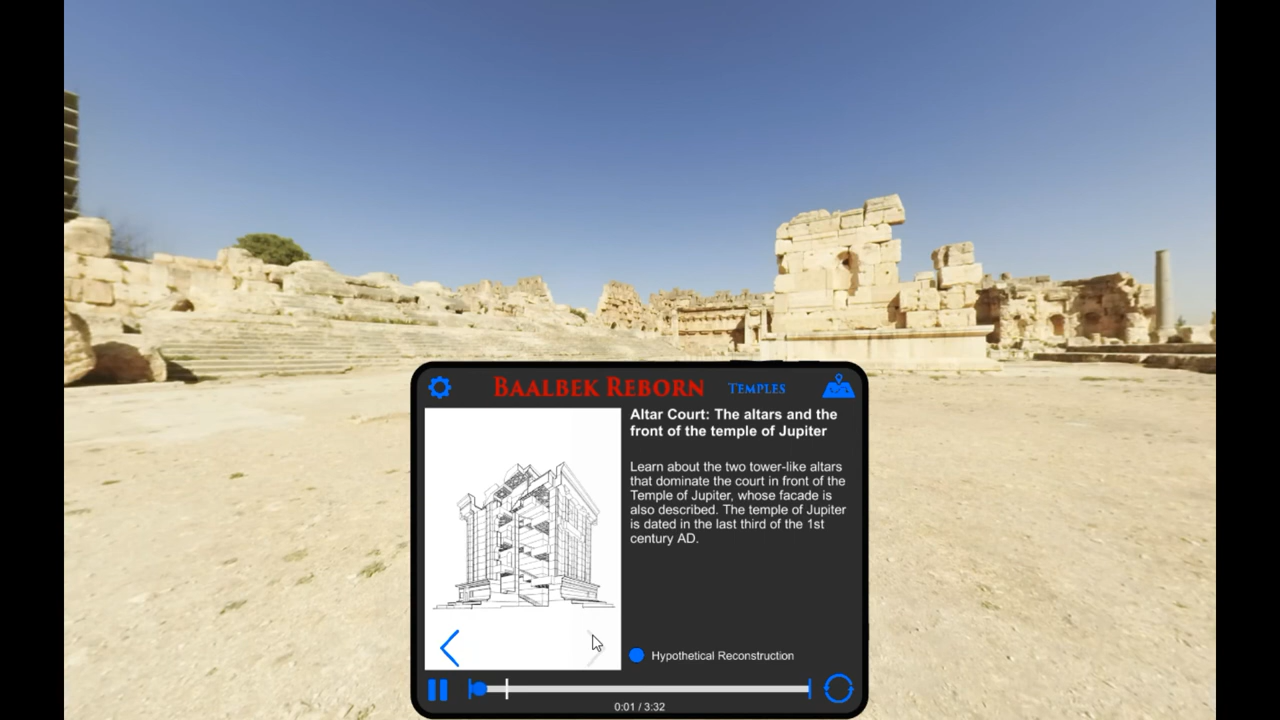 BAALBEK REBORN TEMPLES
Altar Court: The altars and the
front of the temple of Jupiter
Learn about the two tower-like altars
that dominate the court in front of the
Temple of Jupiter, whose facade is
also described. The temple of Jupiter
is dated in the last third of the 1st
century AD.
Hypothetical Reconstruction
0:01 / 3:32